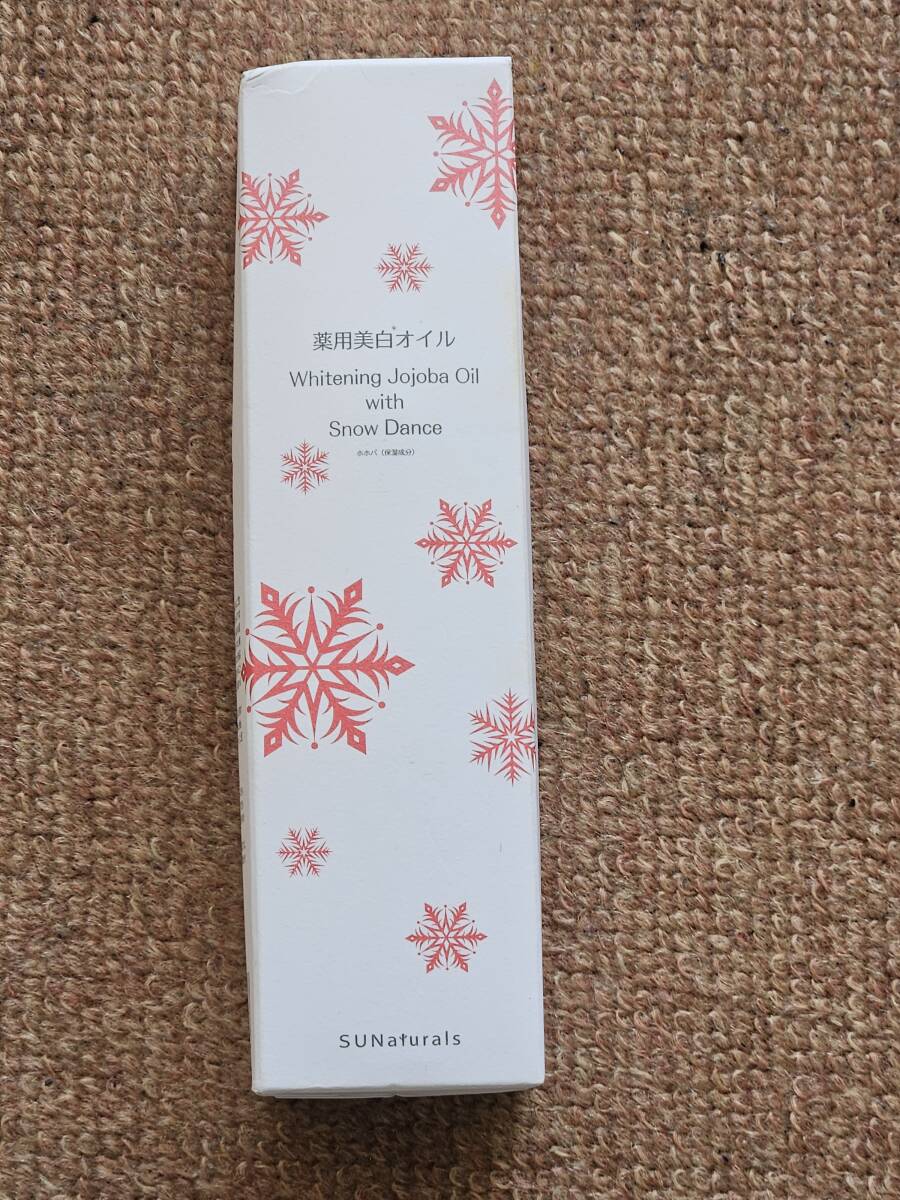 薬用美白*オイル
Whitening Jojoba Oil
with
Snow Dance
ホホバ（保湿成分）
SUNaturals